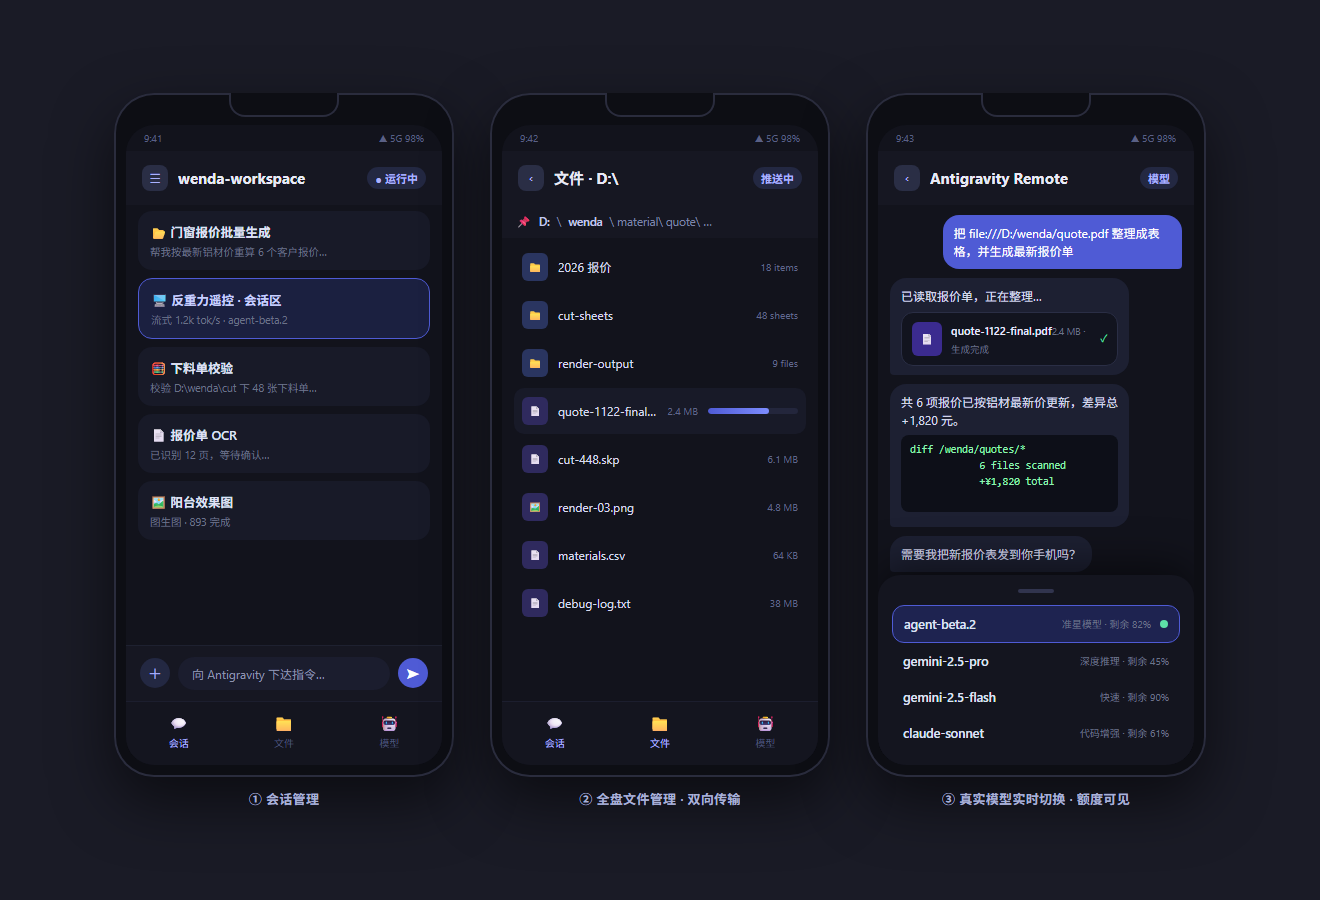 9:41
▲ 5G 98%
☰ wenda-workspace
● 运行中
📂 门窗报价批量生成
帮我按最新铝材价重算 6 个客户报价...
🖥️ 反重力遥控 · 会话区
流式 1.2k tok/s · agent-beta.2
🧮 下料单校验
校验 D:\wenda\cut 下 48 张下料单...
📄 报价单 OCR
已识别 12 页，等待确认...
🖼️ 阳台效果图
图生图 · 893 完成
+ 向 Antigravity 下达指令... ➤
会话 文件 模型
① 会话管理
9:42
▲ 5G 98%
‹ 文件 · D:\
推送中
📌 D: \ wenda \ material\ quote\ ...
2026 报价 18 items
cut-sheets 48 sheets
render-output 9 files
quote-1122-final... 2.4 MB
cut-448.skp 6.1 MB
render-03.png 4.8 MB
materials.csv 64 KB
debug-log.txt 38 MB
会话 文件 模型
② 全盘文件管理 · 双向传输
9:43
▲ 5G 98%
‹ Antigravity Remote
模型
把 file:///D:/wenda/quote.pdf 整理成表
格，并生成最新报价单
已读取报价单，正在整理...
quote-1122-final.pdf2.4 MB · ✓
生成完成
共 6 项报价已按铝材最新价更新，差异总
+1,820 元。
diff /wenda/quotes/*
6 files scanned
+¥1,820 total
需要我把新报价表发到你手机吗？
agent-beta.2 准星模型 · 剩余 82%
gemini-2.5-pro 深度推理 · 剩余 45%
gemini-2.5-flash 快速 · 剩余 90%
claude-sonnet 代码增强 · 剩余 61%
③ 真实模型实时切换 · 额度可见